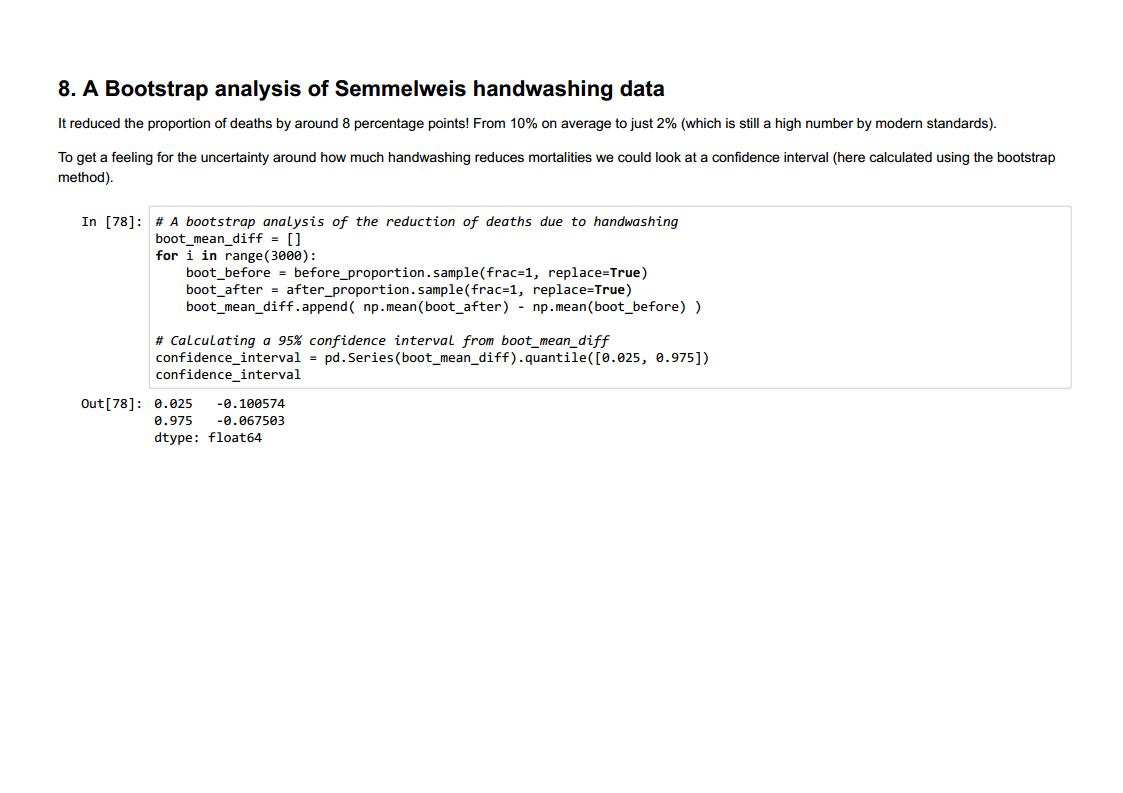 8. A Bootstrap analysis of Semmelweis handwashing data
It reduced the proportion of deaths by around 8 percentage points! From 10% on average to just 2% (which is still a high number by modern standards).
To get a feeling for the uncertainty around how much handwashing reduces mortalities we could look at a confidence interval (here calculated using the bootstrap
method).
In [78]: # A bootstrap analysis of the reduction of deaths due to handwashing
boot_mean_diff = []
for i in range(3000):
    boot_before = before_proportion.sample(frac=1, replace=True)
    boot_after = after_proportion.sample(frac=1, replace=True)
    boot_mean_diff.append( np.mean(boot_after) - np.mean(boot_before) )
# Calculating a 95% confidence interval from boot_mean_diff
confidence_interval = pd.Series(boot_mean_diff).quantile([0.025, 0.975])
confidence_interval
Out[78]: 0.025   -0.100574
0.975   -0.067503
dtype: float64